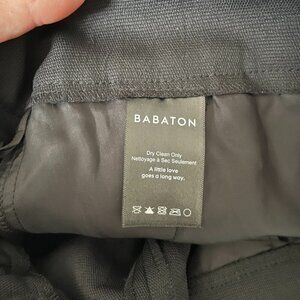 BABATON
Dry Clean Only
Nettoyage à Sec Seulement
A little love
goes a long way.